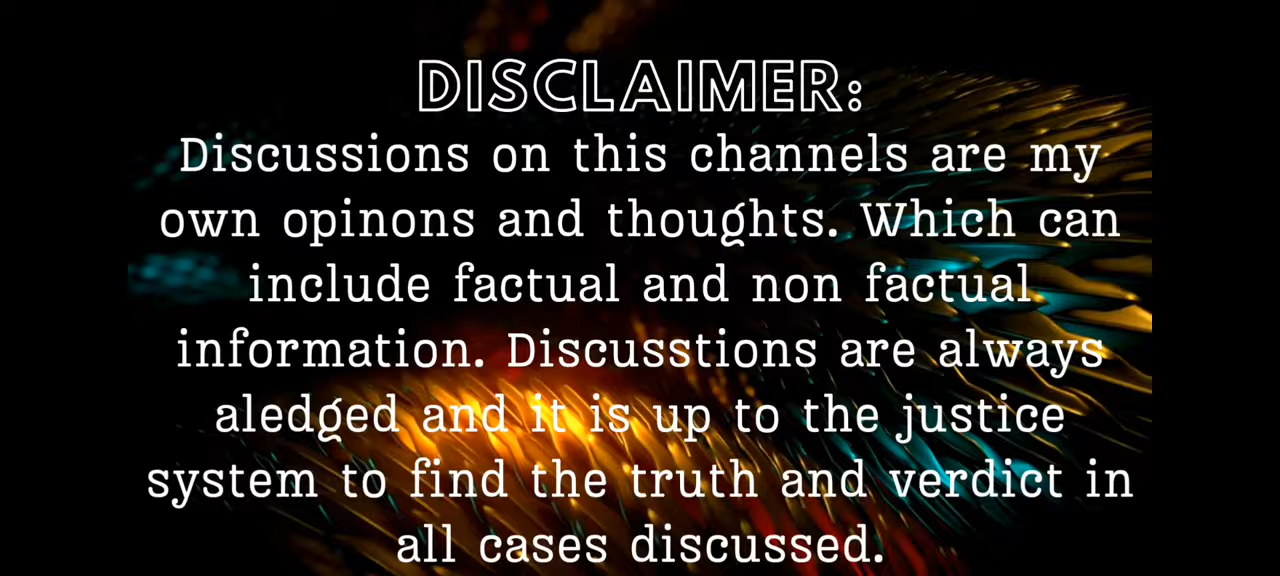 DISCLAIMER:
Discussions on this channels are my
own opinons and thoughts. Which can
include factual and non factual
information. Discusstions are always
aledged and it is up to the justice
system to find the truth and verdict in
all cases discussed.